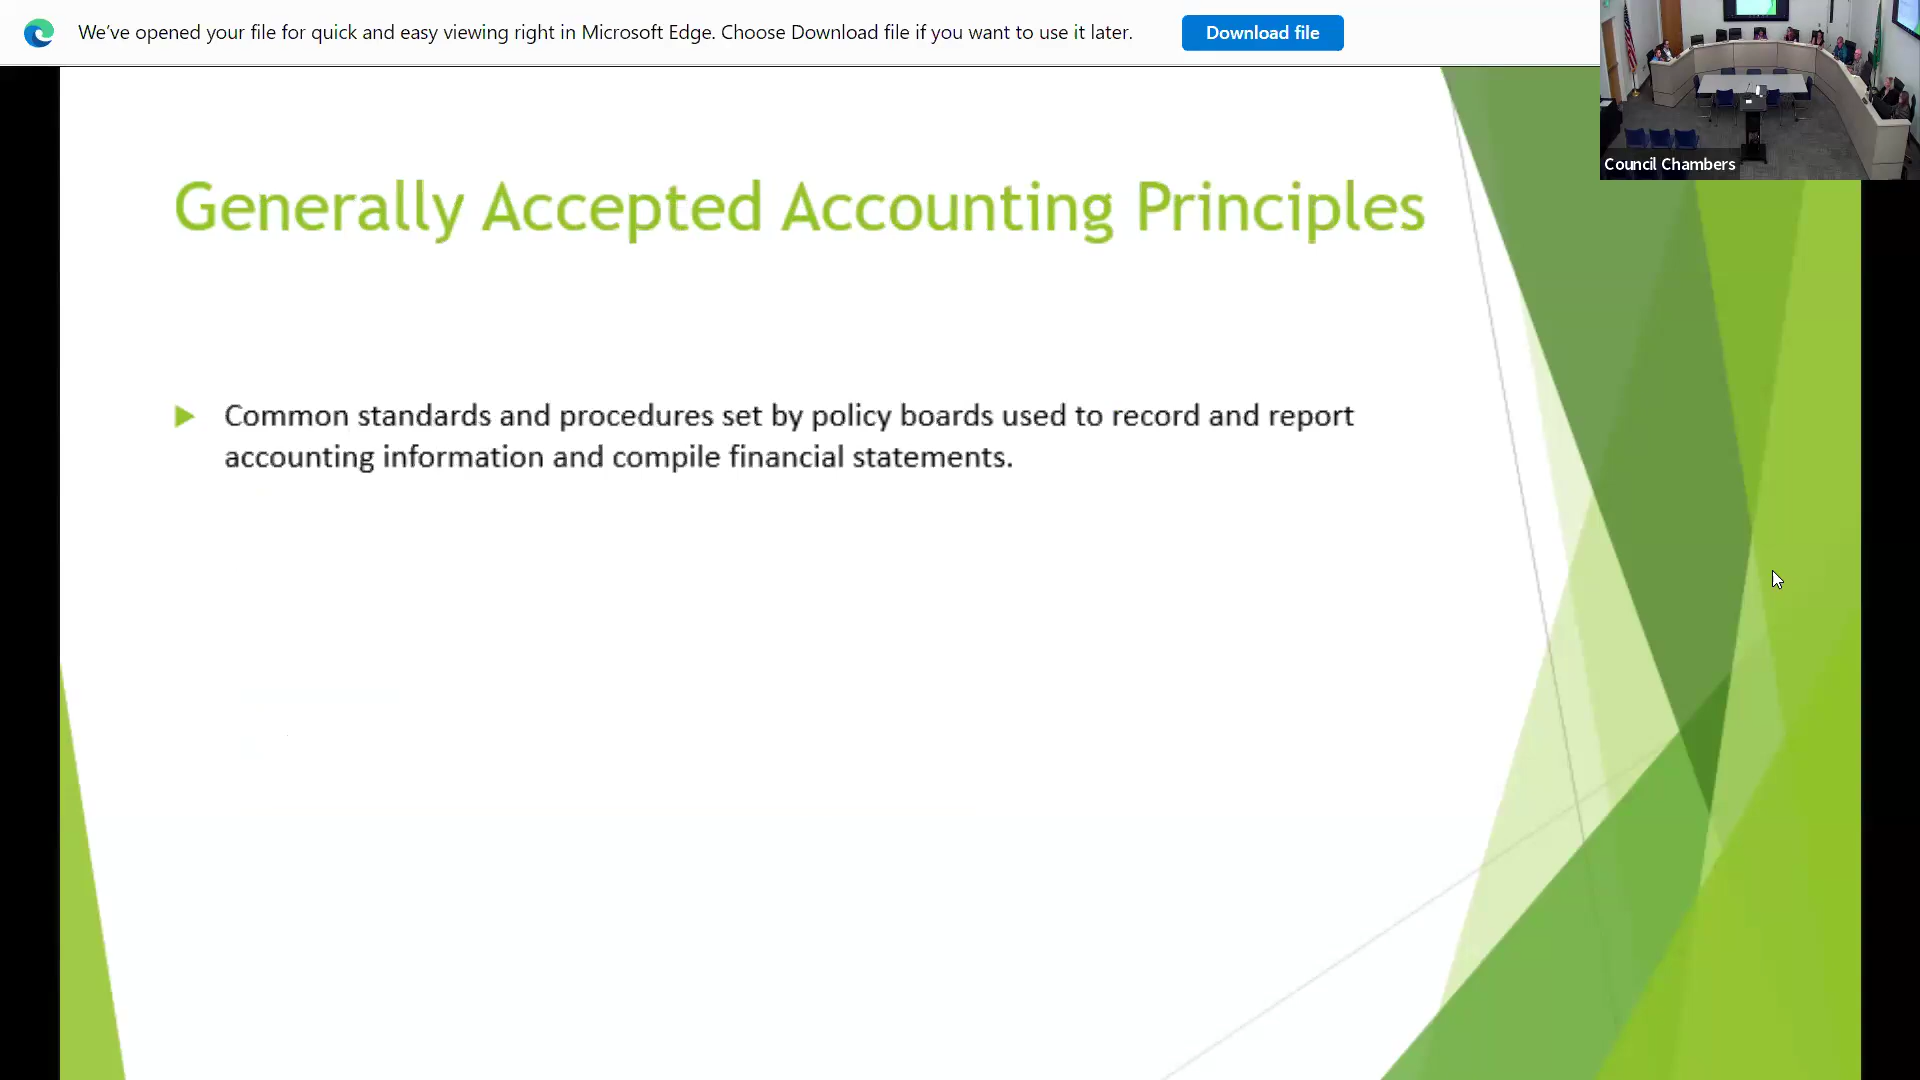 We've opened your file for quick and easy viewing right in Microsoft Edge. Choose Download file if you want to use it later.
Download file
Council Chambers
Generally Accepted Accounting Principles
Common standards and procedures set by policy boards used to record and report
accounting information and compile financial statements.